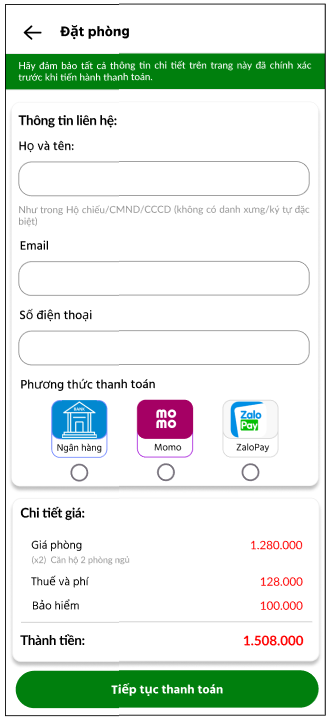 Đặt phòng
Hãy đảm bảo tất cả thông tin chi tiết trên trang này đã chính xác
trước khi tiến hành thanh toán.
Thông tin liên hệ:
Họ và tên:
Như trong Hộ chiếu/CMND/CCCD (không có danh xưng/ký tự đặc
biệt)
Email
Số điện thoại
Phương thức thanh toán
BANK
Ngân hàng
mo
mo
Momo
Zalo
Pay
ZaloPay
Chi tiết giá:
Giá phòng 1.280.000
(x2) Căn hộ 2 phòng ngủ
Thuế và phí 128.000
Bảo hiểm 100.000
Thành tiền: 1.508.000
Tiếp tục thanh toán